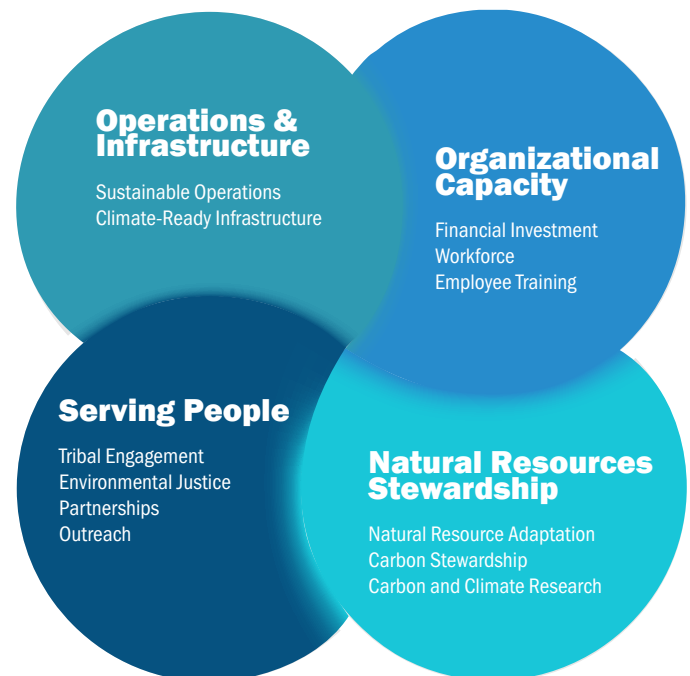 Operations &
Infrastructure
Sustainable Operations
Climate-Ready Infrastructure
Organizational
Capacity
Financial Investment
Workforce
Employee Training
Serving People
Tribal Engagement
Environmental Justice
Partnerships
Outreach
Natural Resources
Stewardship
Natural Resource Adaptation
Carbon Stewardship
Carbon and Climate Research